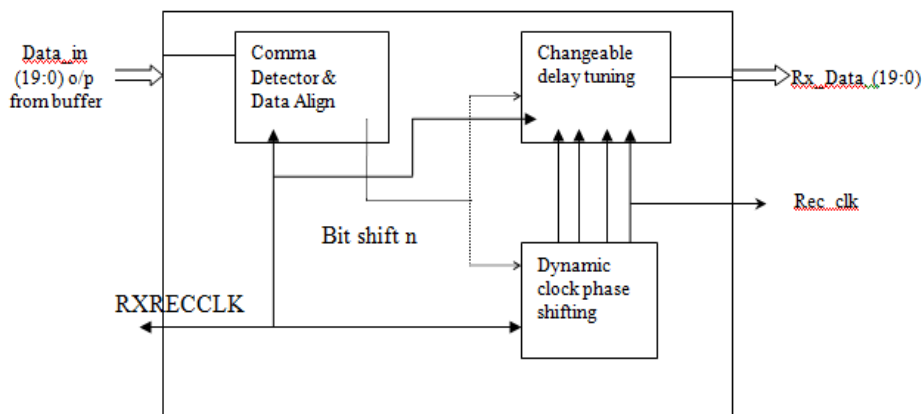 Data_in
(19:0) o/p
from buffer
Comma
Detector &
Data Align
Changeable
delay tuning
Rx_Data (19:0)
Rec_clk
Bit shift n
Dynamic
clock phase
shifting
RXRECCLK